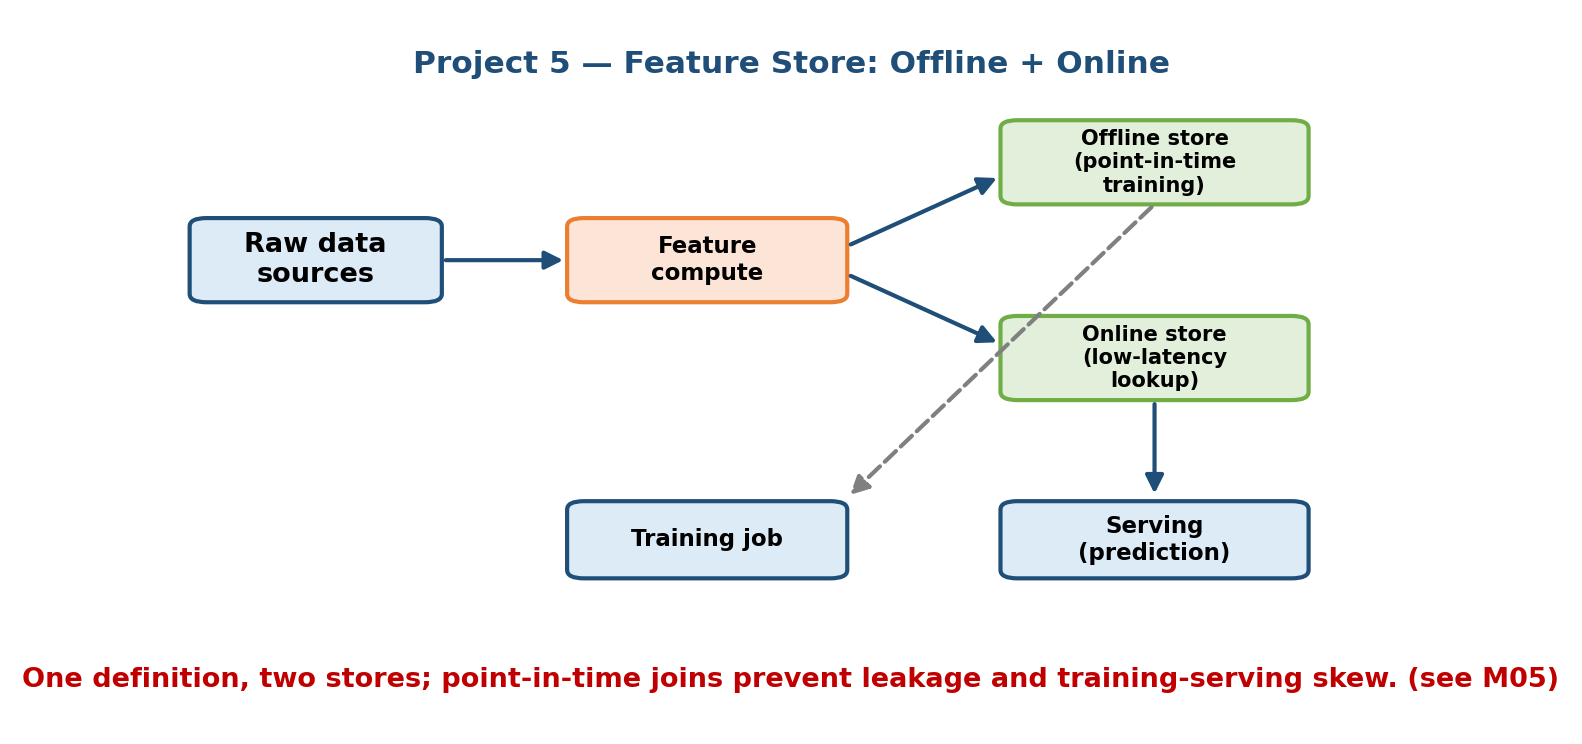 Project 5 — Feature Store: Offline + Online
Offline store
(point-in-time
training)
Raw data
sources
Feature
compute
Online store
(low-latency
lookup)
Training job
Serving
(prediction)
One definition, two stores; point-in-time joins prevent leakage and training-serving skew. (see M05)